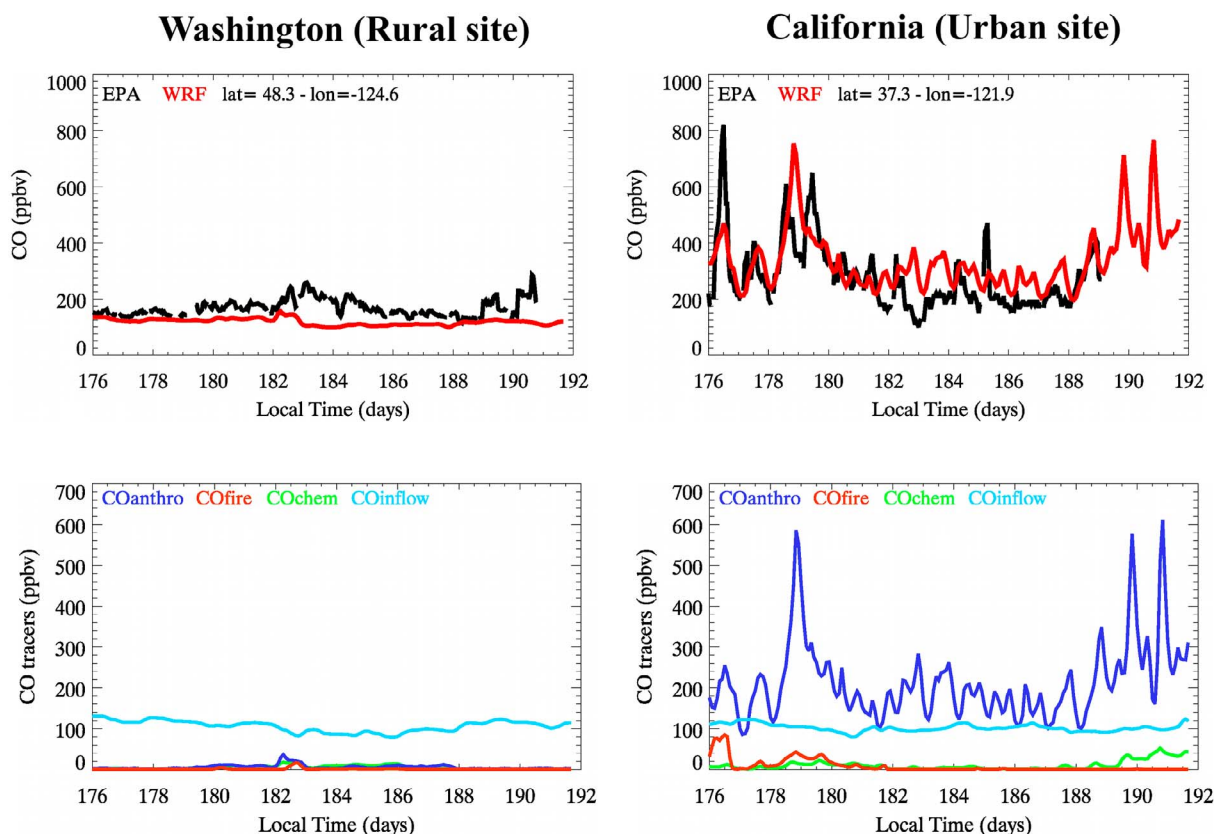 Washington (Rural site)
California (Urban site)
1000
800
600
400
200
0
CO (ppbv)
EPA WRF lat= 48.3 - lon=-124.6
176 178 180 182 184 186 188 190 192
Local Time (days)
1000
800
600
400
200
0
CO (ppbv)
EPA WRF lat= 37.3 - lon=-121.9
176 178 180 182 184 186 188 190 192
Local Time (days)
700
600
500
400
300
200
100
0
CO tracers (ppbv)
COanthro COfire COchem COinflow
176 178 180 182 184 186 188 190 192
Local Time (days)
700
600
500
400
300
200
100
0
CO tracers (ppbv)
COanthro COfire COchem COinflow
176 178 180 182 184 186 188 190 192
Local Time (days)